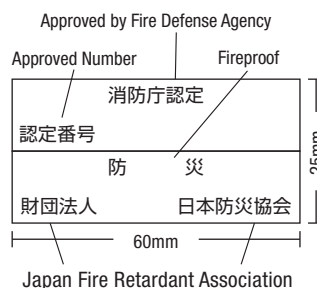 Approved by Fire Defense Agency
Approved Number
Fireproof
消防庁認定
認定番号
防 災
財団法人 日本防災協会
25mm
60mm
Japan Fire Retardant Association